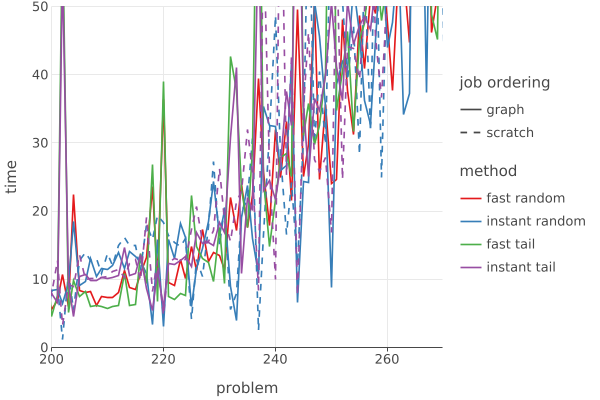 50
40
30
20
10
0
time
200
220
240
260
problem
job ordering
graph
scratch
method
fast random
instant random
fast tail
instant tail